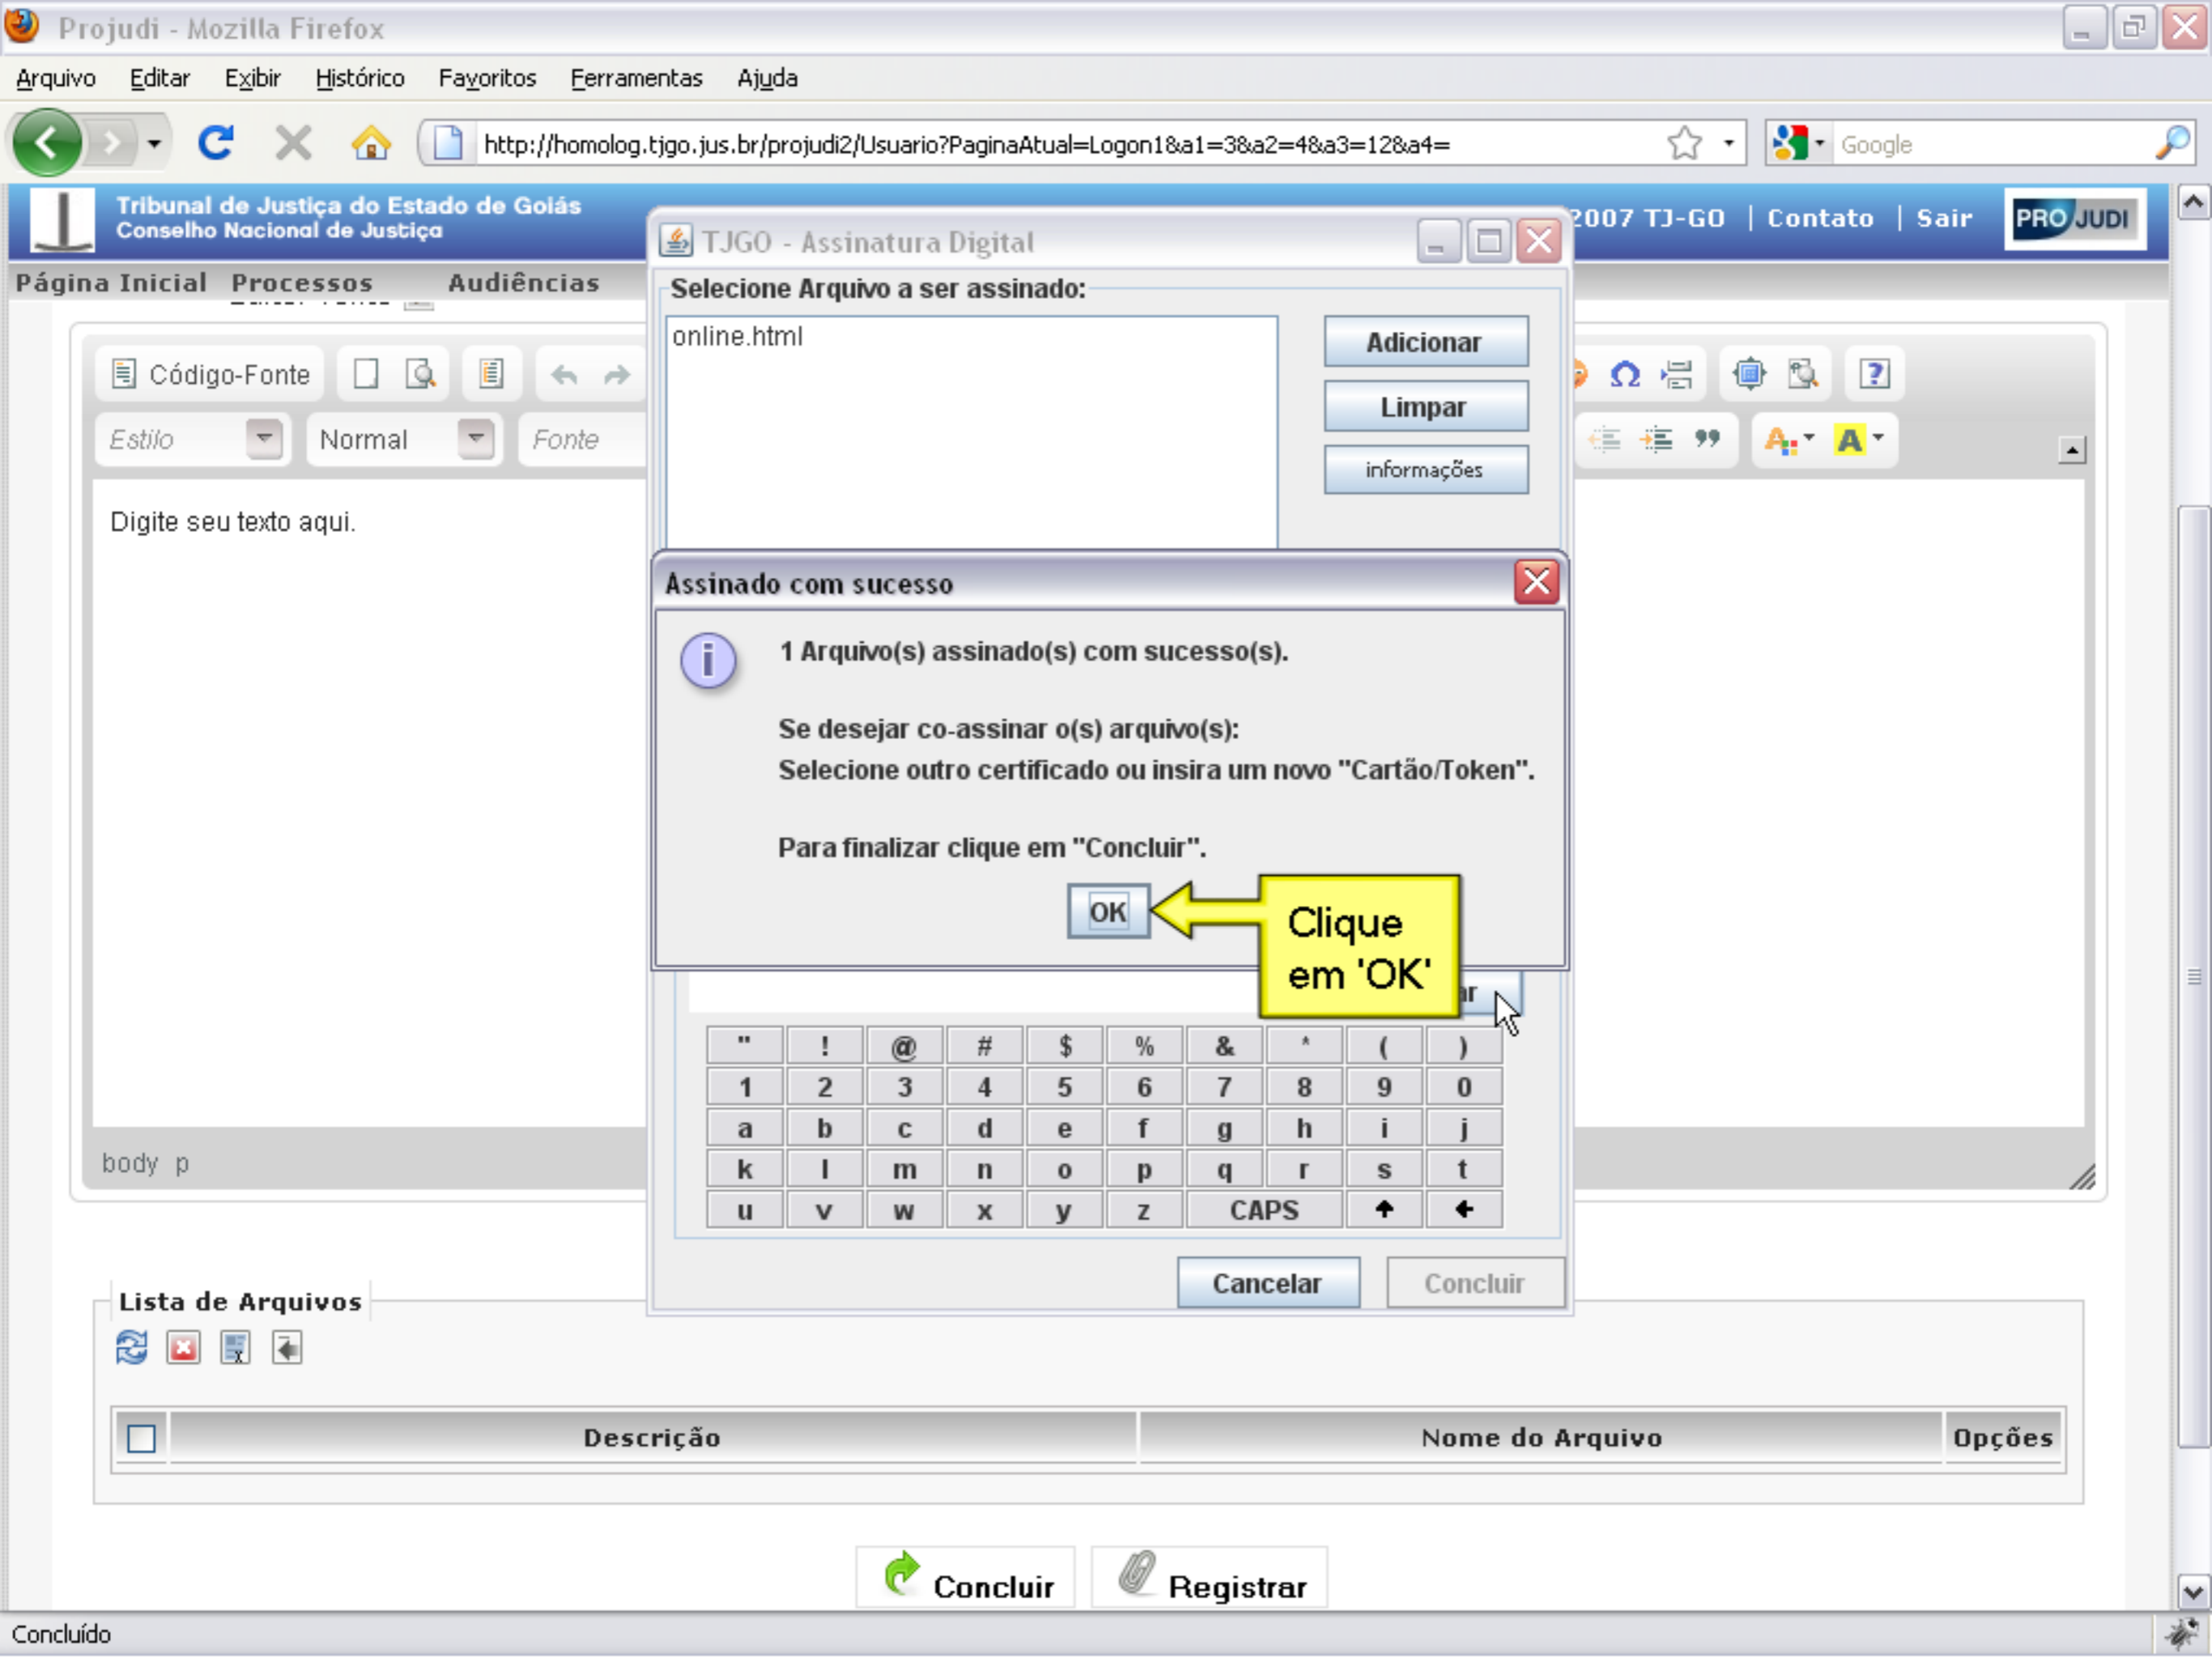 Projudi - Mozilla Firefox
Arquivo Editar Exibir Histórico Favoritos Ferramentas Ajuda
http://homolog.tjgo.jus.br/projudi2/Usuario?PaginaAtual=Logon1&a1=3&a2=4&a3=12&a4=
Google
Tribunal de Justiça do Estado de Goiás
Conselho Nacional de Justiça
2007 TJ-GO | Contato | Sair
PROJUDI
Página Inicial Processos Audiências
TJGO - Assinatura Digital
Selecione Arquivo a ser assinado:
online.html
Adicionar
Limpar
informações
Código-Fonte
Estilo Normal Fonte
Digite seu texto aqui.
Assinado com sucesso
1 Arquivo(s) assinado(s) com sucesso(s).
Se desejar co-assinar o(s) arquivo(s):
Selecione outro certificado ou insira um novo "Cartão/Token".
Para finalizar clique em "Concluir".
OK
Clique
em 'OK'
ar
" ! @ # $ % & * ( )
1 2 3 4 5 6 7 8 9 0
a b c d e f g h i j
k l m n o p q r s t
u v w x y z CAPS
body p
Cancelar Concluir
Lista de Arquivos
Descrição Nome do Arquivo Opções
Concluir Registrar
Concluído